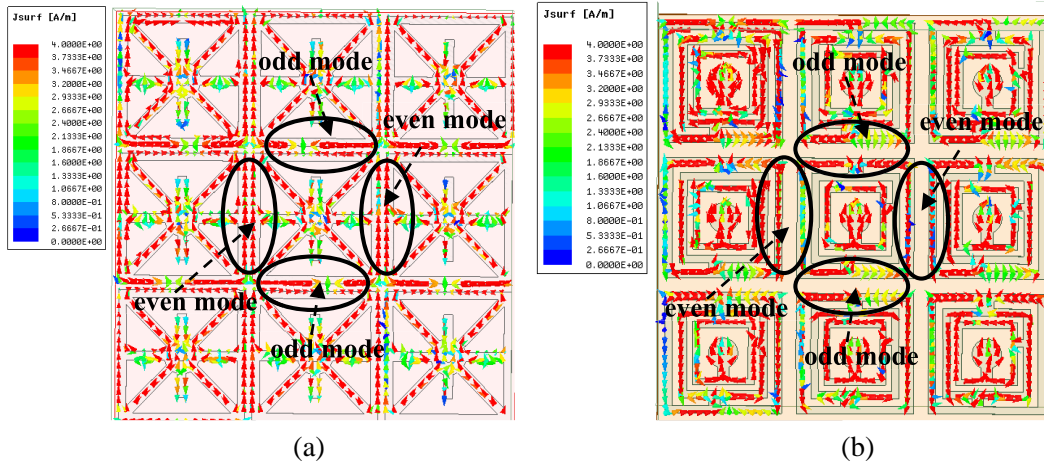 Jsurf [A/m]
4.0000E+00
3.7333E+00
3.4667E+00
3.2000E+00
2.9333E+00
2.6667E+00
2.4000E+00
2.1333E+00
1.8667E+00
1.6000E+00
1.3333E+00
1.0667E+00
8.0000E-01
5.3333E-01
2.6667E-01
0.0000E+00
odd mode
even mode
even mode
odd mode
(a)
Jsurf [A/m]
4.0000E+00
3.7333E+00
3.4667E+00
3.2000E+00
2.9333E+00
2.6667E+00
2.4000E+00
2.1333E+00
1.8667E+00
1.6000E+00
1.3333E+00
1.0667E+00
8.0000E-01
5.3333E-01
2.6667E-01
0.0000E+00
odd mode
even mode
even mode
odd mode
(b)